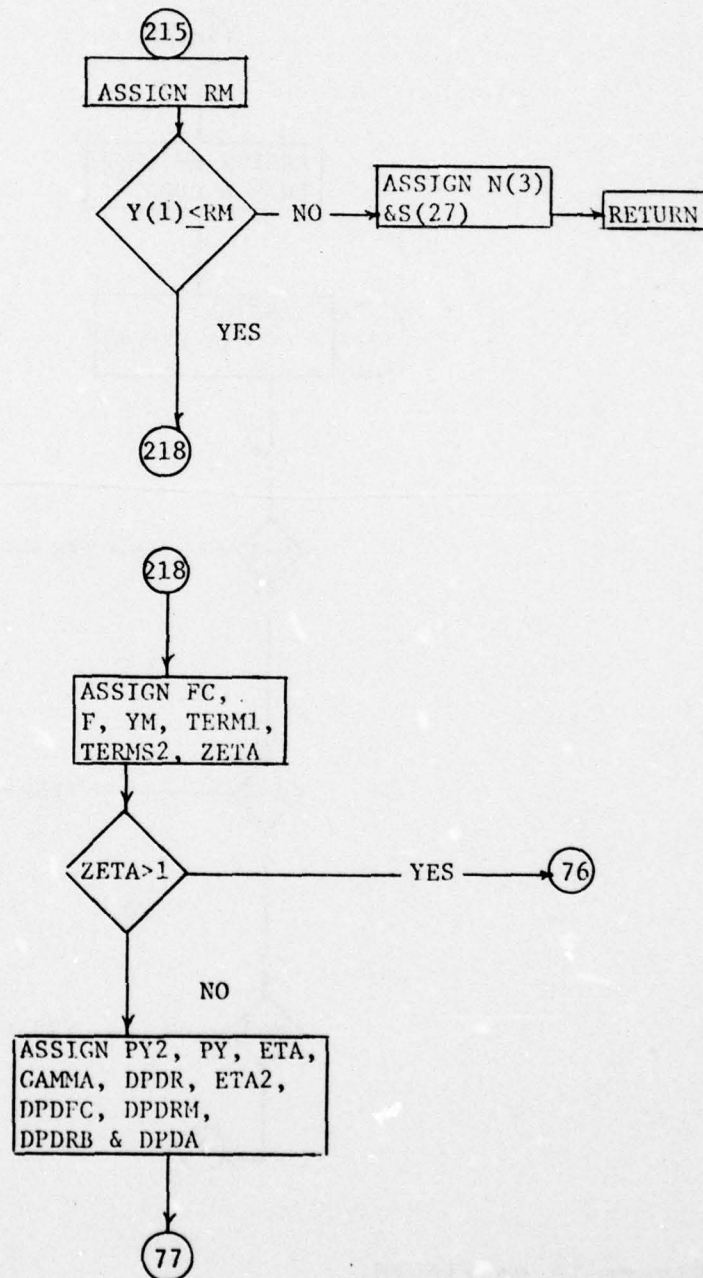 215
ASSIGN RM
Y(1)≤RM
NO
ASSIGN N(3)
&S(27)
RETURN
YES
218
218
ASSIGN FC,
F, YM, TERM1,
TERMS2, ZETA
ZETA>1
YES
76
NO
ASSIGN PY2, PY, ETA,
GAMMA, DPDR, ETA2,
DPDFC, DPDRM,
DPDRB & DPDA
77